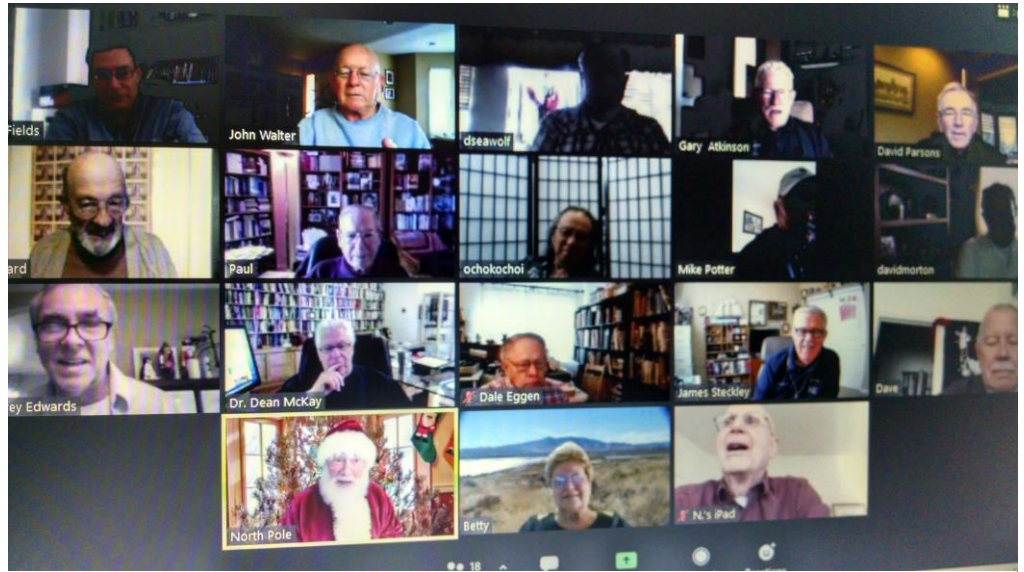 Fields
John Walter
dseawolf
Gary Atkinson
David Parsons
ard
Paul
ochokochoi
Mike Potter
davidmorton
ey Edwards
Dr. Dean McKay
Dale Eggen
James Steckley
Dave
North Pole
Betty
N.'s iPad
18